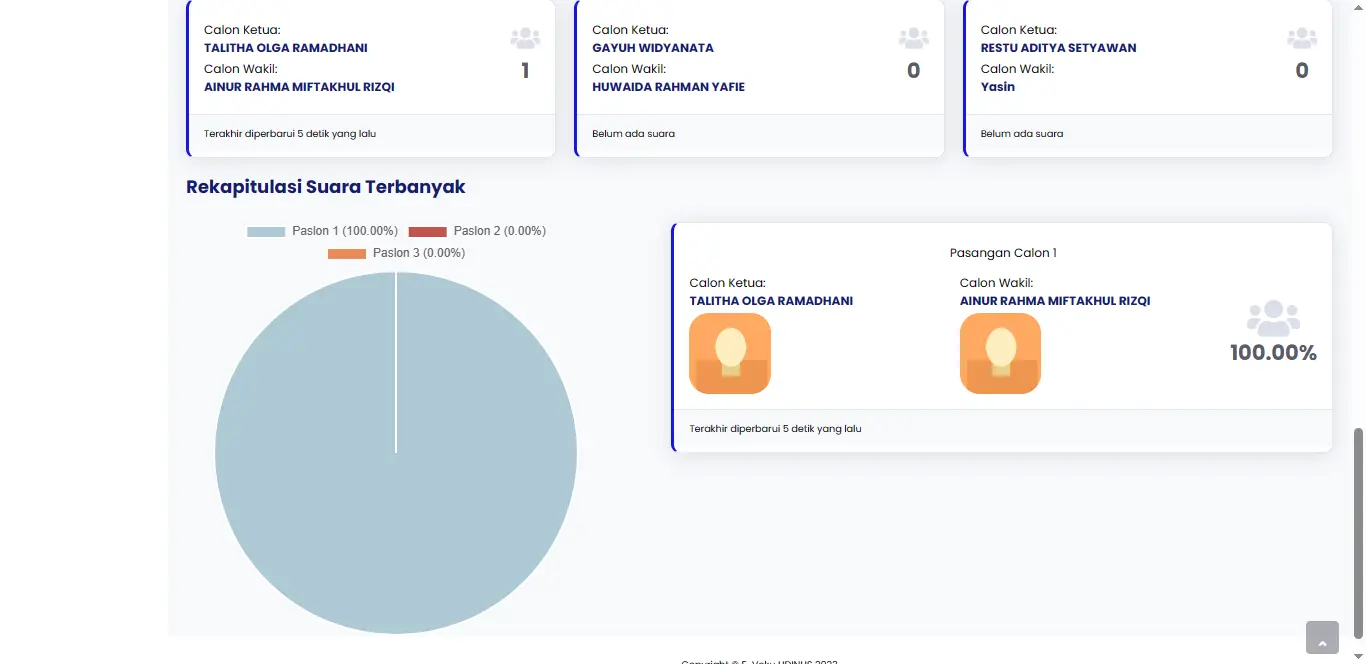 Calon Ketua:
TALITHA OLGA RAMADHANI
Calon Wakil:
AINUR RAHMA MIFTAKHUL RIZQI
1
Terakhir diperbarui 5 detik yang lalu
Calon Ketua:
GAYUH WIDYANATA
Calon Wakil:
HUWAIDA RAHMAN YAFIE
0
Belum ada suara
Calon Ketua:
RESTU ADITYA SETYAWAN
Calon Wakil:
Yasin
0
Belum ada suara
Rekapitulasi Suara Terbanyak
Paslon 1 (100.00%) Paslon 2 (0.00%)
Paslon 3 (0.00%)
Pasangan Calon 1
Calon Ketua:
TALITHA OLGA RAMADHANI
Calon Wakil:
AINUR RAHMA MIFTAKHUL RIZQI
100.00%
Terakhir diperbarui 5 detik yang lalu
Copyright ©